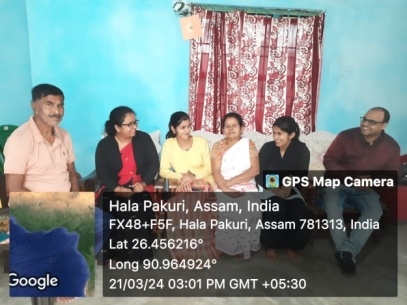 GPS Map Camera
Hala Pakuri, Assam, India
FX48+F5F, Hala Pakuri, Assam 781313, India
Lat 26.456216°
Long 90.964924°
21/03/24 03:01 PM GMT +05:30
Google